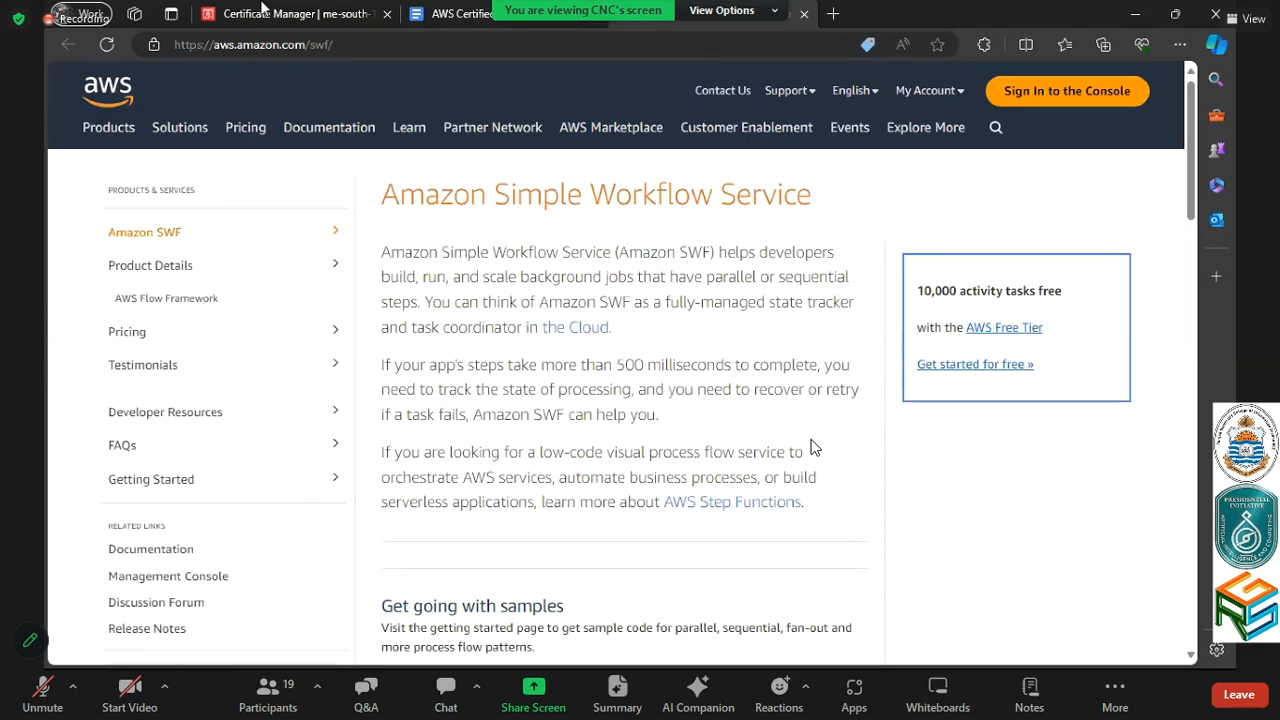 Recording
Work
Certificate Manager | me-south-
AWS Certifie
You are viewing CNC's screen
View Options
View
https://aws.amazon.com/swf/
aws
Contact Us
Support
English
My Account
Sign In to the Console
Products
Solutions
Pricing
Documentation
Learn
Partner Network
AWS Marketplace
Customer Enablement
Events
Explore More
PRODUCTS & SERVICES
Amazon SWF
Product Details
AWS Flow Framework
Pricing
Testimonials
Developer Resources
FAQs
Getting Started
RELATED LINKS
Documentation
Management Console
Discussion Forum
Release Notes
Amazon Simple Workflow Service
Amazon Simple Workflow Service (Amazon SWF) helps developers
build, run, and scale background jobs that have parallel or sequential
steps. You can think of Amazon SWF as a fully-managed state tracker
and task coordinator in the Cloud.
If your app's steps take more than 500 milliseconds to complete, you
need to track the state of processing, and you need to recover or retry
if a task fails, Amazon SWF can help you.
If you are looking for a low-code visual process flow service to
orchestrate AWS services, automate business processes, or build
serverless applications, learn more about AWS Step Functions.
Get going with samples
Visit the getting started page to get sample code for parallel, sequential, fan-out and
more process flow patterns.
10,000 activity tasks free
with the AWS Free Tier
Get started for free »
PRESIDENTIAL
INITIATIVE
Unmute
Start Video
19
Participants
Q&A
Chat
Share Screen
Summary
AI Companion
Reactions
Apps
Whiteboards
Notes
More
Leave